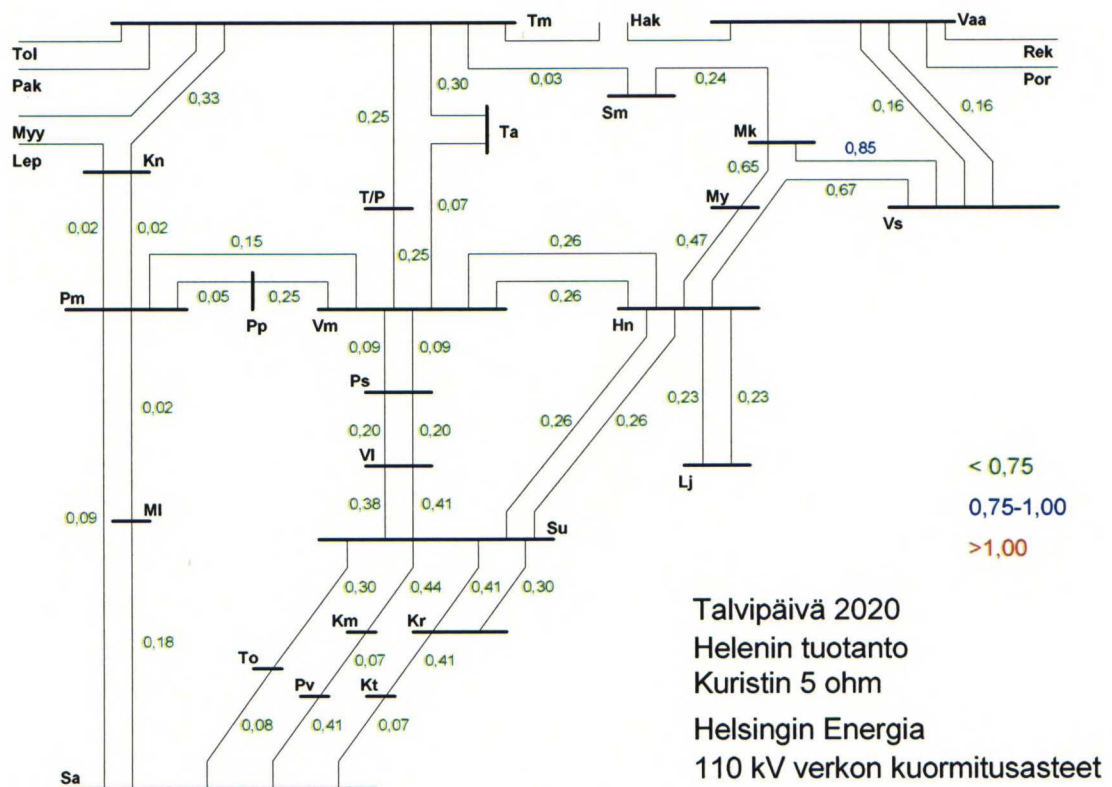 Tm
Hak
Vaa
Tol
Rek
Pak
0,33
0,30
0,03
0,24
Por
Sm
0,25
Ta
0,16
0,16
Myy
Mk
Lep
Kn
0,85
0,65
T/P
0,07
My
0,67
Vs
0,02
0,02
0,15
0,25
0,26
0,47
0,05
0,25
0,26
Pm
Pp
Vm
Hn
0,09
0,09
Ps
0,02
0,20
0,20
0,26
0,26
0,23
0,23
Vl
Lj
< 0,75
0,38
0,41
0,75-1,00
Ml
0,09
Su
>1,00
0,30
0,44
0,41
0,30
Talvipäivä 2020
Km
Kr
Helenin tuotanto
0,18
To
0,07
0,41
Kuristin 5 ohm
Pv
Kt
0,08
0,41
0,07
Helsingin Energia
Sa
110 kV verkon kuormitusasteet